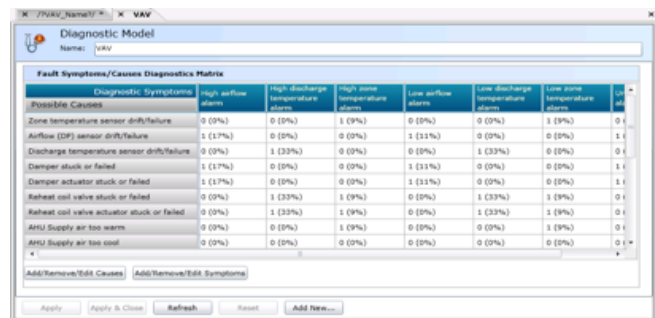 /?VAV_Name?/ *
VAV
Diagnostic Model
Name: VAV
Fault Symptoms/Causes Diagnostics Matrix
Diagnostic Symptoms
Possible Causes
High airflow alarm
High discharge temperature alarm
High zone temperature alarm
Low airflow alarm
Low discharge temperature alarm
Low zone temperature alarm
Zone temperature sensor drift/failure 0 (0%) 0 (0%) 1 (9%) 0 (0%) 0 (0%) 1 (9%) 0
Airflow (DP) sensor drift/failure 1 (17%) 0 (0%) 0 (0%) 1 (11%) 0 (0%) 0 (0%) 1
Discharge temperature sensor drift/failure 0 (0%) 1 (33%) 0 (0%) 0 (0%) 1 (33%) 0 (0%) 0
Damper stuck or failed 1 (17%) 0 (0%) 1 (9%) 1 (11%) 0 (0%) 1 (9%) 1
Damper actuator stuck or failed 1 (17%) 0 (0%) 0 (0%) 1 (11%) 0 (0%) 0 (0%) 1
Reheat coil valve stuck or failed 0 (0%) 1 (33%) 1 (9%) 0 (0%) 1 (33%) 1 (9%) 0
Reheat coil valve actuator stuck or failed 0 (0%) 1 (33%) 1 (9%) 0 (0%) 1 (33%) 1 (9%) 0
AHU Supply air too warm 0 (0%) 0 (0%) 1 (9%) 0 (0%) 0 (0%) 0 (0%) 0
AHU Supply air too cool 0 (0%) 0 (0%) 0 (0%) 0 (0%) 0 (0%) 1 (9%) 0
Add/Remove/Edit Causes Add/Remove/Edit Symptoms
Apply Apply & Close Refresh Reset Add New...